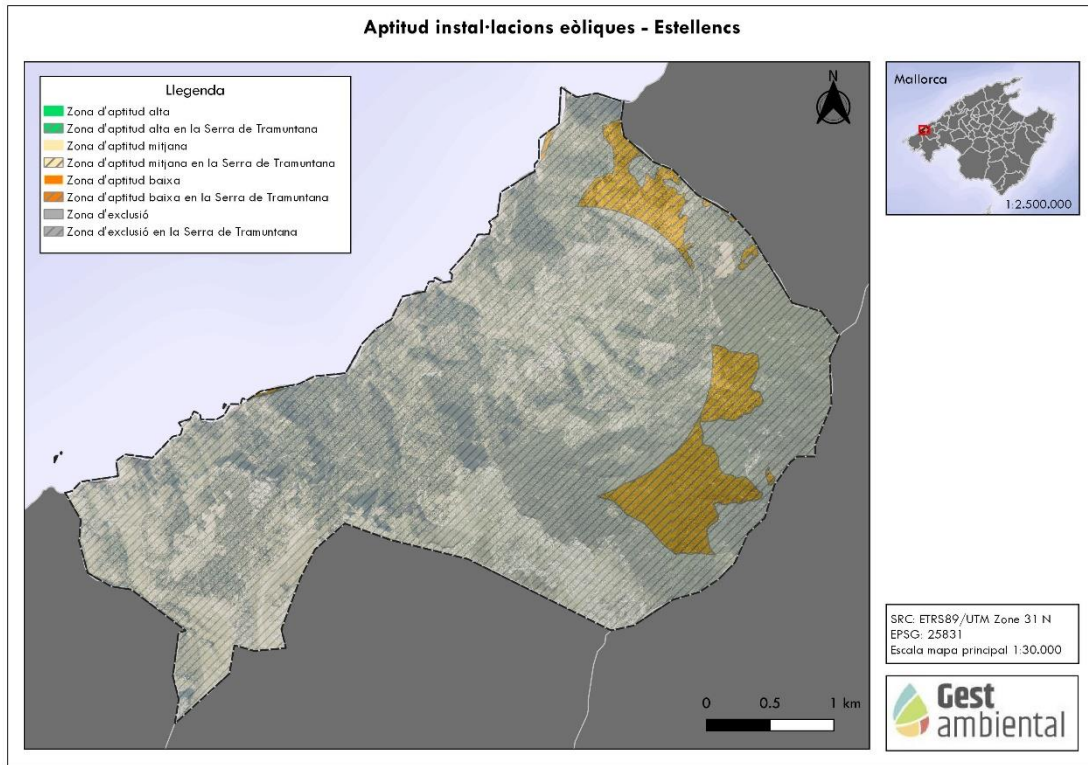 Aptitud instal·lacions eòliques - Estellencs
Llegenda
Zona d'aptitud alta
Zona d'aptitud alta en la Serra de Tramuntana
Zona d'aptitud mitjana
Zona d'aptitud mitjana en la Serra de Tramuntana
Zona d'aptitud baixa
Zona d'aptitud baixa en la Serra de Tramuntana
Zona d'exclusió
Zona d'exclusió en la Serra de Tramuntana
N
Mallorca
1:2.500.000
SRC: ETRS89/UTM Zone 31 N
EPSG: 25831
Escala mapa principal 1:30.000
0 0.5 1 km
Gest
ambiental